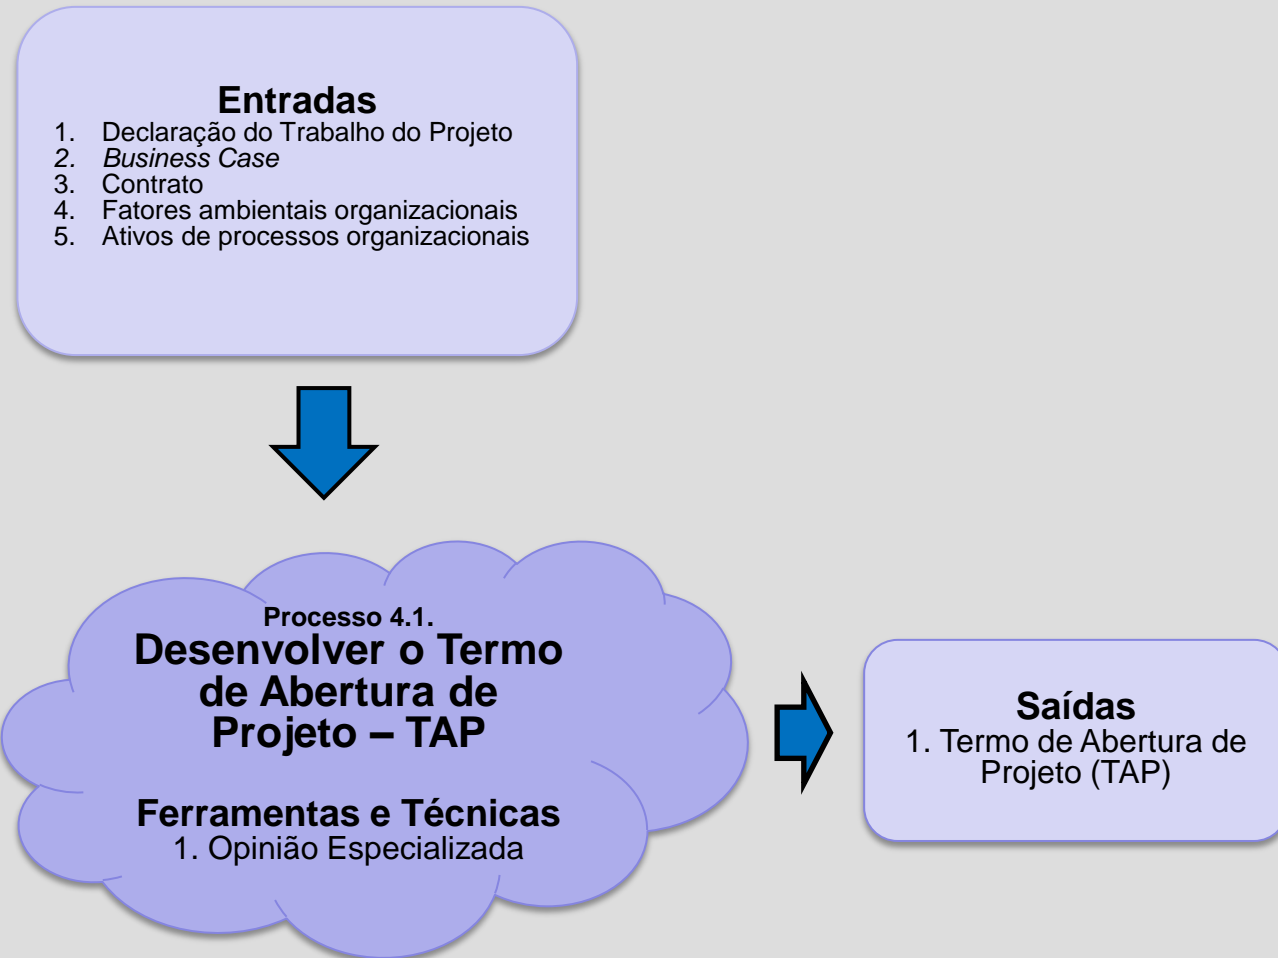 Entradas
1. Declaração do Trabalho do Projeto
2. Business Case
3. Contrato
4. Fatores ambientais organizacionais
5. Ativos de processos organizacionais
Processo 4.1.
Desenvolver o Termo
de Abertura de
Projeto – TAP
Ferramentas e Técnicas
1. Opinião Especializada
Saídas
1. Termo de Abertura de
Projeto (TAP)